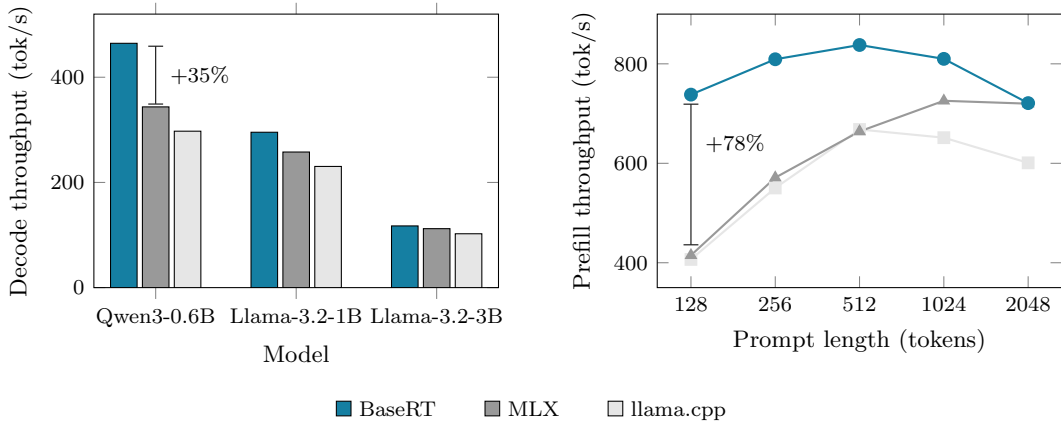 Decode throughput (tok/s)
400
200
0
+35%
Qwen3-0.6B Llama-3.2-1B Llama-3.2-3B
Model
Prefill throughput (tok/s)
800
600
400
+78%
128 256 512 1024 2048
Prompt length (tokens)
BaseRT MLX llama.cpp